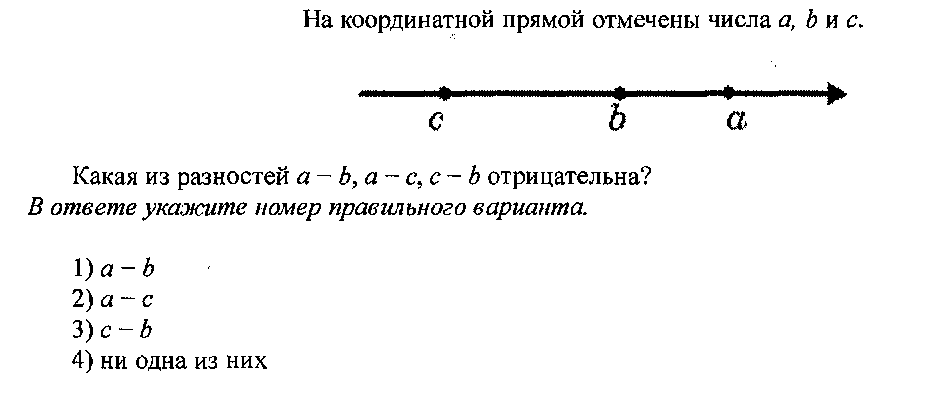 На координатной прямой отмечены числа a, b и c.
c b a
Какая из разностей a − b, a − c, c − b отрицательна?
В ответе укажите номер правильного варианта.
1) a − b
2) a − c
3) c − b
4) ни одна из них